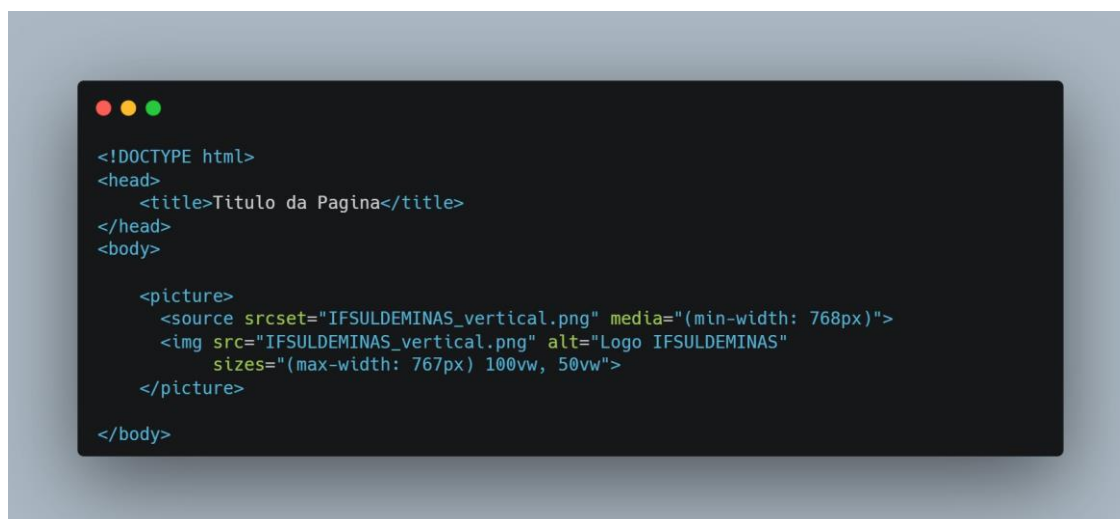 <!DOCTYPE html>
<head>
<title>Titulo da Pagina</title>
</head>
<body>
<picture>
<source srcset="IFSULDEMINAS_vertical.png" media="(min-width: 768px)">
<img src="IFSULDEMINAS_vertical.png" alt="Logo IFSULDEMINAS"
sizes="(max-width: 767px) 100vw, 50vw">
</picture>
</body>